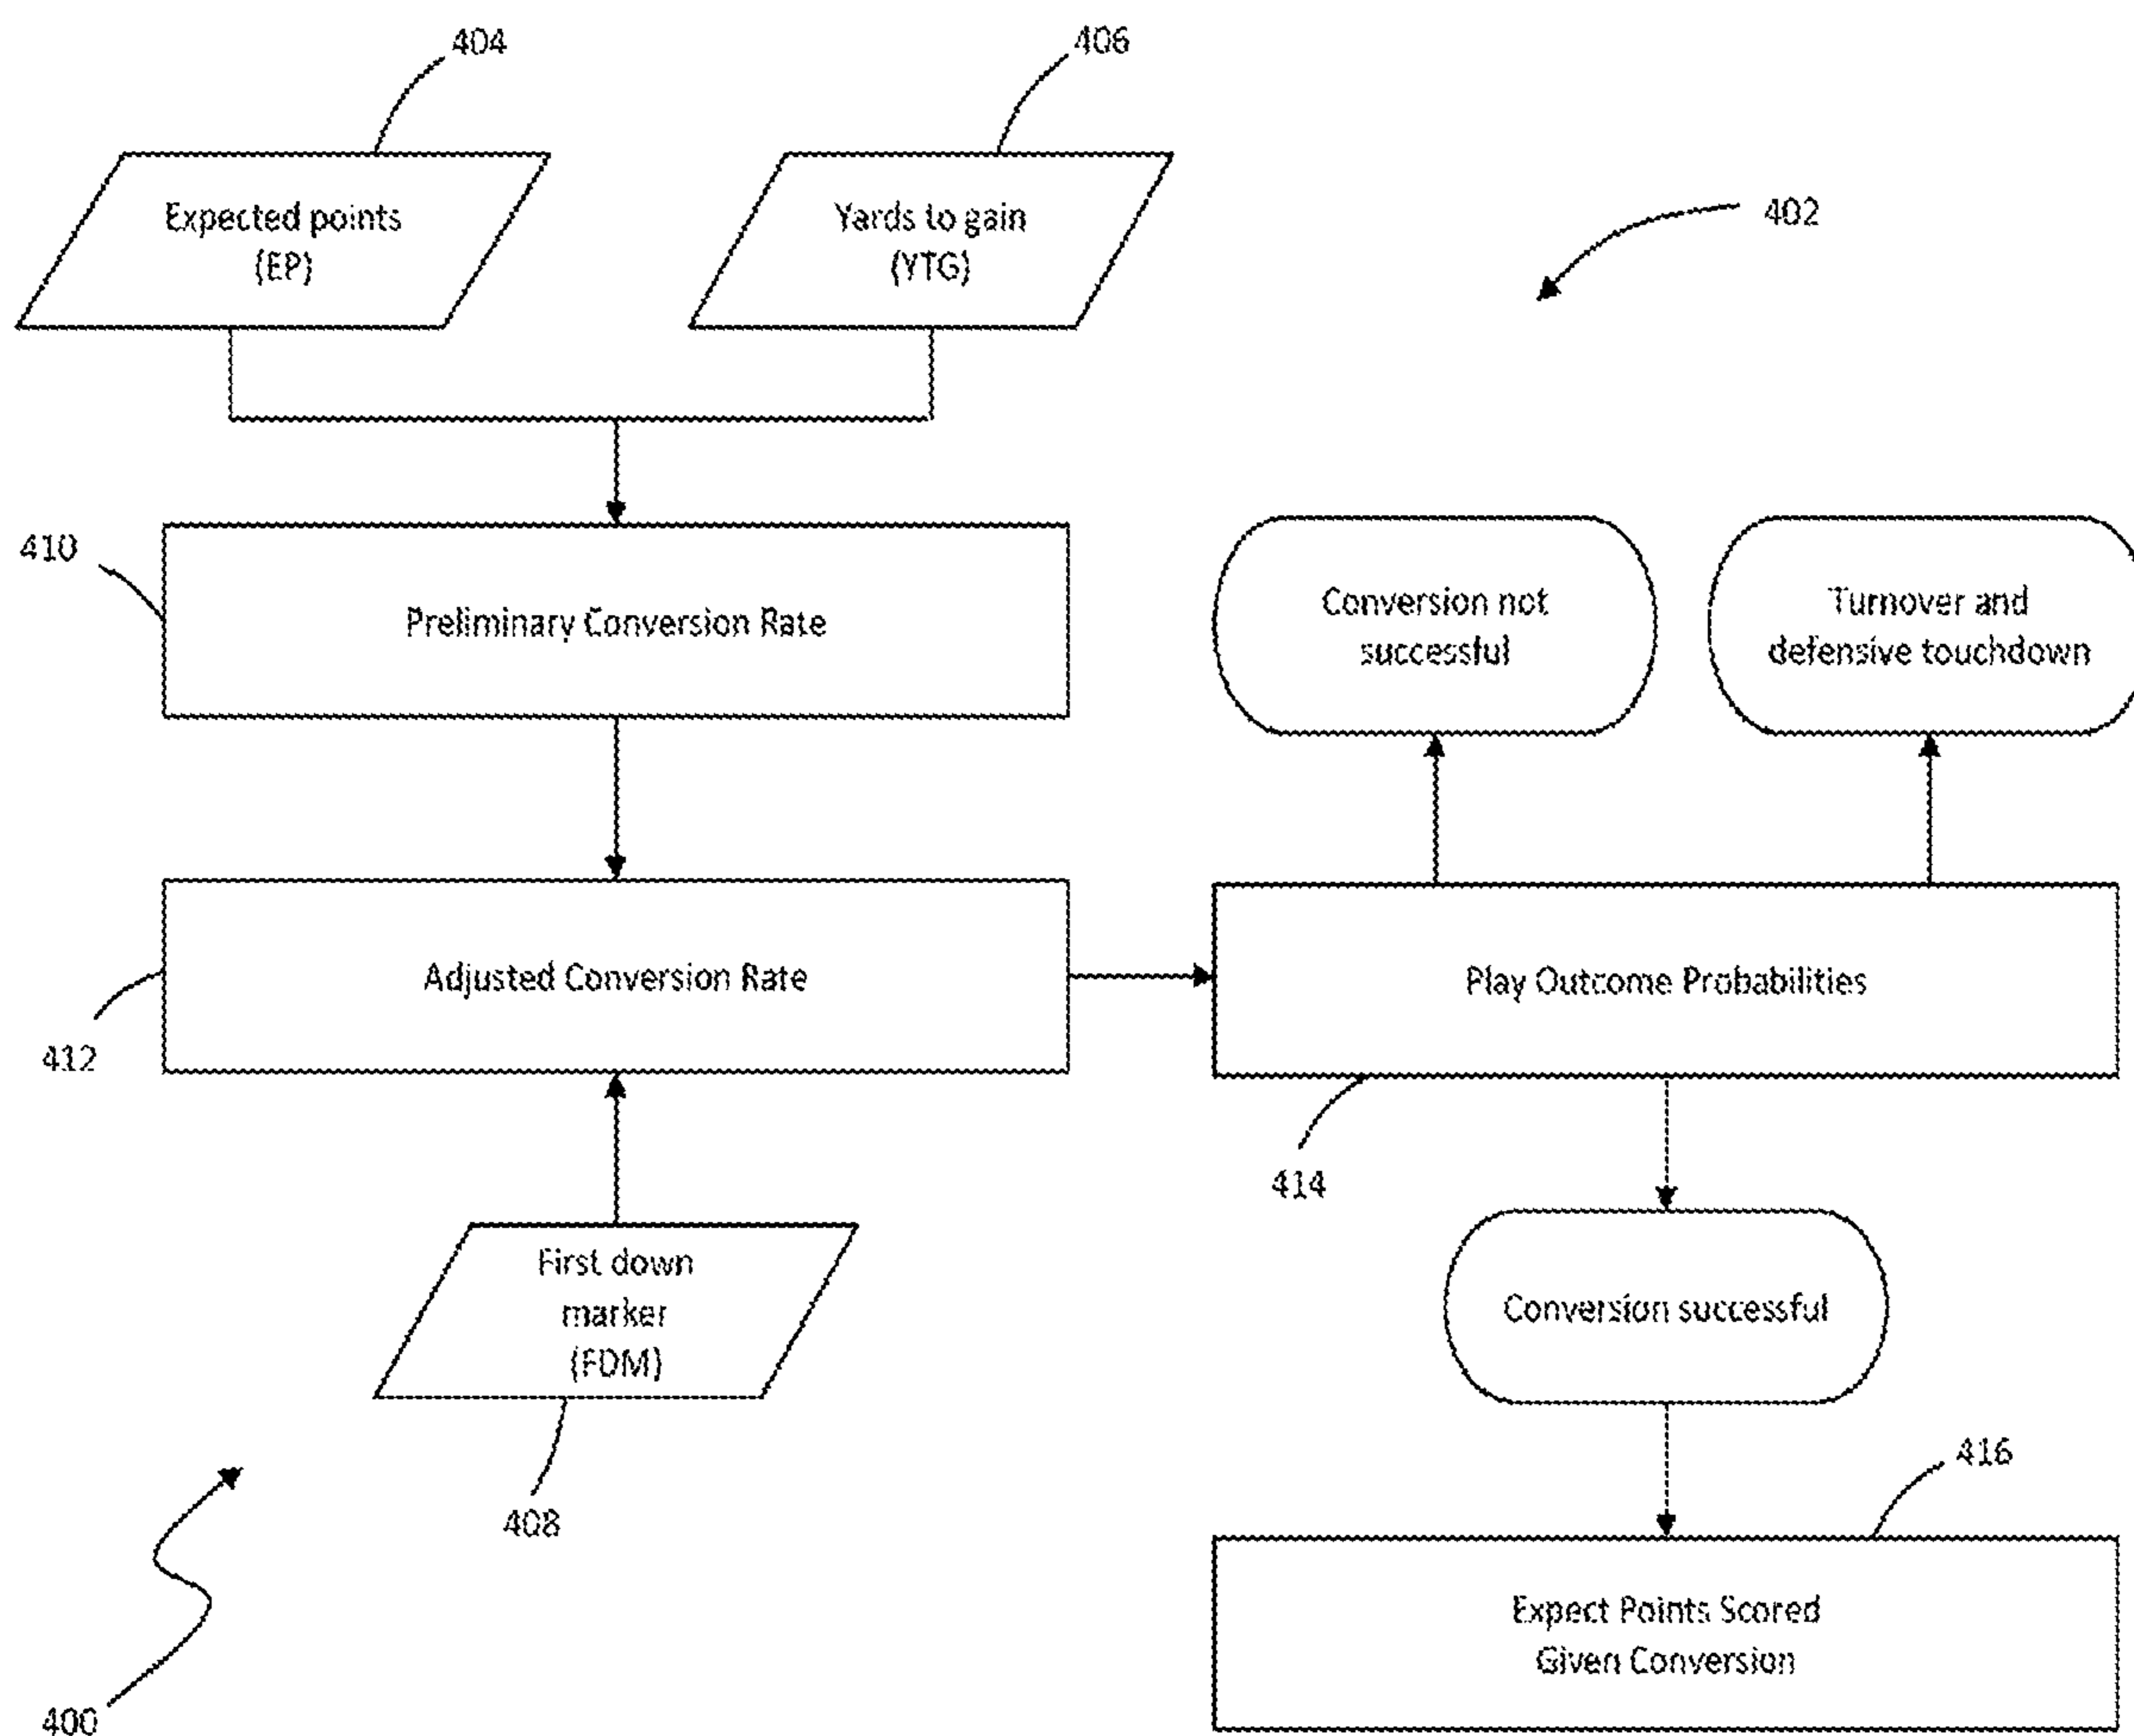 404
406
Expected points
(EP)
Yards to gain
(YTG)
402
410
Preliminary Conversion Rate
Conversion not
successful
Turnover and
defensive touchdown
Adjusted Conversion Rate
Play Outcome Probabilities
412
414
First down
marker
(FDM)
Conversion successful
408
416
Expect Points Scored
Given Conversion
400